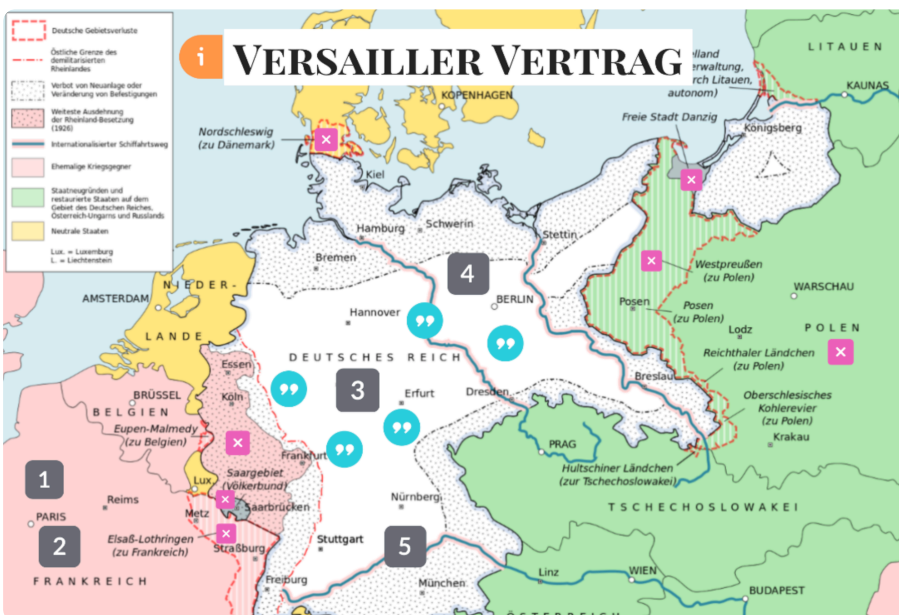 i
VERSAILLER VERTRAG
Deutsche Gebietsverluste
Östliche Grenze des
demilitarisierten
Rheinlandes
Verbot von Neuanlage oder
Veränderung von Befestigungen
Weiteste Ausdehnung
der Rheinland-Besetzung
(1926)
Internationalisierter Schiffahrtsweg
Ehemalige Kriegsgegner
Staatneugründen und
restaurierte Staaten auf dem
Gebiet des Deutschen Reiches,
Österreich-Ungarns und Russlands
Neutrale Staaten
Lux. = Luxemburg
L. = Liechtenstein
LITAUEN
KAUNAS
autonom)
KOPENHAGEN
Freie Stadt Danzig
Königsberg
Nordschleswig
(zu Dänemark)
Kiel
Hamburg
Schwerin
Stettin
Bremen
4
Westpreußen
(zu Polen)
NIEDER-
LANDE
AMSTERDAM
BERLIN
WARSCHAU
Hannover
Posen
Posen
(zu Polen)
Lodz
POLEN
DEUTSCHES REICH
Reichthaler Ländchen
(zu Polen)
Essen
Köln
3
Erfurt
Dresden
Breslau
Oberschlesisches
Kohlerevier
(zu Polen)
Krakau
BRÜSSEL
BELGIEN
Eupen-Malmedy
(zu Belgien)
Frankfurt
PRAG
Saargebiet
(Völkerbund)
Hultschiner Ländchen
(zur Tschechoslowakei)
1
Lux.
Reims
Metz
Saarbrücken
Nürnberg
TSCHECHOSLOWAKEI
PARIS
2
Elsaß-Lothringen
(zu Frankreich)
Straßburg
Stuttgart
5
FRANKREICH
Freiburg
München
Linz
WIEN
BUDAPEST
ÖSTERREICH